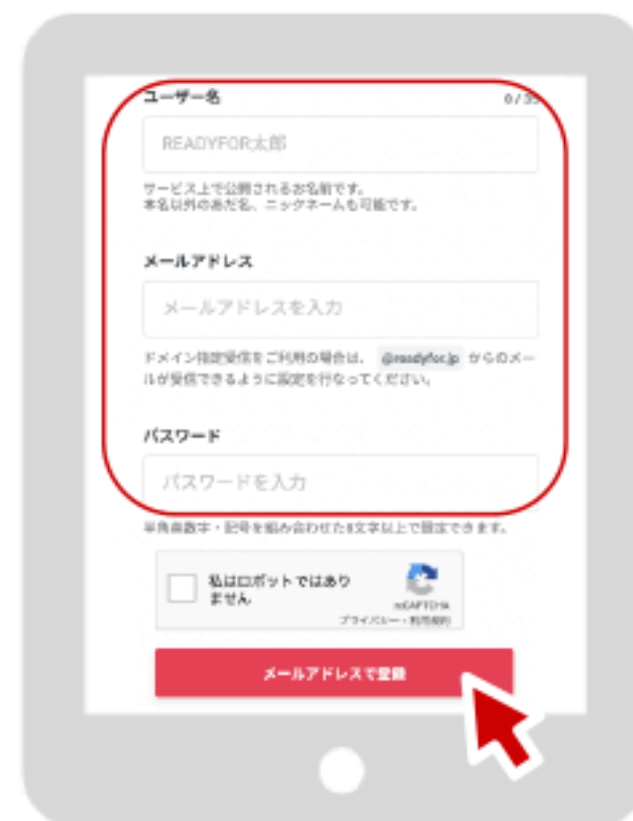 ユーザー名
0 / 35
READYFOR太郎
サービス上で公開されるお名前です。
本名以外のあだ名、ニックネームも可能です。
メールアドレス
メールアドレスを入力
ドメイン指定受信をご利用の場合は、 @readyfor.jp からのメー
ルが受信できるように設定を行なってください。
パスワード
パスワードを入力
半角英数字・記号を組み合わせた8文字以上で設定できます。
私はロボットではあり
ません
reCAPTCHA
プライバシー・利用規約
メールアドレスで登録